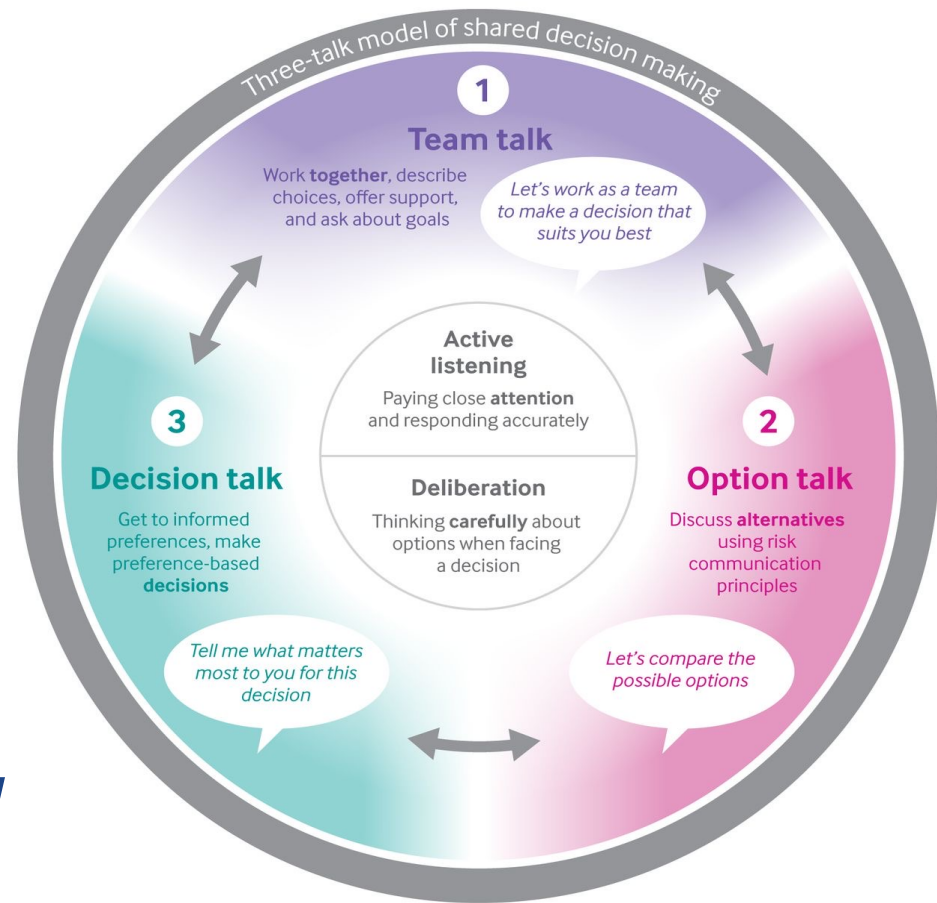 Three-talk model of shared decision making
1
Team talk
Work together, describe
choices, offer support,
and ask about goals
Let's work as a team
to make a decision that
suits you best
Active
listening
Paying close attention
and responding accurately
Deliberation
Thinking carefully about
options when facing
a decision
3
Decision talk
Get to informed
preferences, make
preference-based
decisions
Tell me what matters
most to you for this
decision
2
Option talk
Discuss alternatives
using risk
communication
principles
Let's compare the
possible options